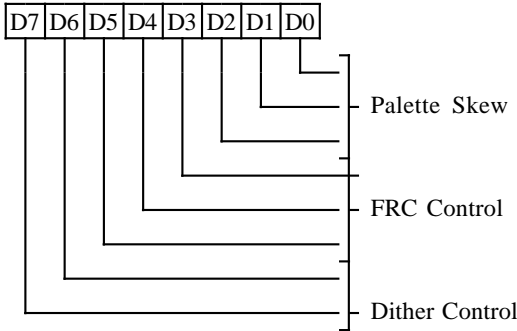 D7 D6 D5 D4 D3 D2 D1 D0
Palette Skew
FRC Control
Dither Control